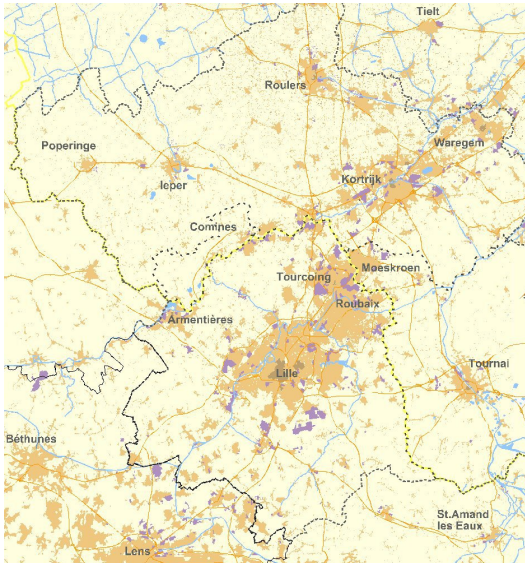 Tielt
Roulers
Waregem
Poperinge
Ieper
Kortrijk
Comines
Moeskroen
Tourcoing
Roubaix
Armentières
Lille
Tournai
Béthunes
St.Amand
les Eaux
Lens